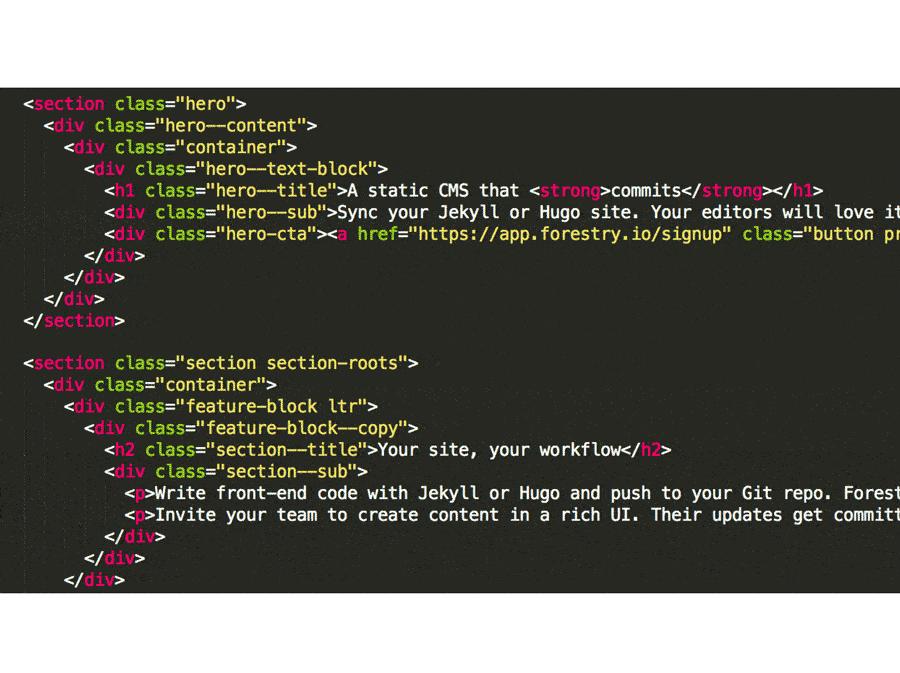 <section class="hero">
<div class="hero--content">
<div class="container">
<div class="hero--text-block">
<h1 class="hero--title">A static CMS that <strong>commits</strong></h1>
<div class="hero--sub">Sync your Jekyll or Hugo site. Your editors will love it
<div class="hero-cta"><a href="https://app.forestry.io/signup" class="button pr
</div>
</div>
</div>
</section>
<section class="section section-roots">
<div class="container">
<div class="feature-block ltr">
<div class="feature-block--copy">
<h2 class="section--title">Your site, your workflow</h2>
<div class="section--sub">
<p>Write front-end code with Jekyll or Hugo and push to your Git repo. Forest
<p>Invite your team to create content in a rich UI. Their updates get committ
</div>
</div>
</div>